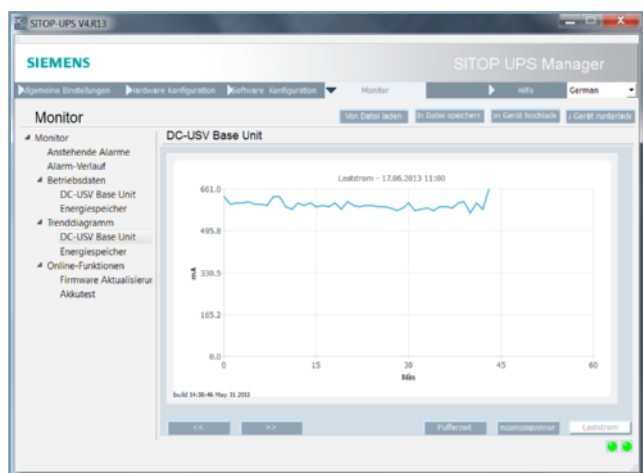 SITOP-UPS V4.R13
SIEMENS
SITOP UPS Manager
Allgemeine Einstellungen
Hardware Konfiguration
Software Konfiguration
Monitor
Hilfe
German
Monitor
Von Datei laden
In Datei speichern
Gerät hochlade
Gerät runterlade
Monitor
Anstehende Alarme
Alarm-Verlauf
Betriebsdaten
DC-USV Base Unit
Energiespeicher
Trenddiagramm
DC-USV Base Unit
Energiespeicher
Online-Funktionen
Firmware Aktualisierur
Akkutest
DC-USV Base Unit
Laststrom - 17.06.2013 11:00
661.0
495.8
330.5
165.2
0.0
mA
0 15 30 45 60
Min
build 14:38:46 May 31 2013
<< >>
Pufferzeit
Laststrom